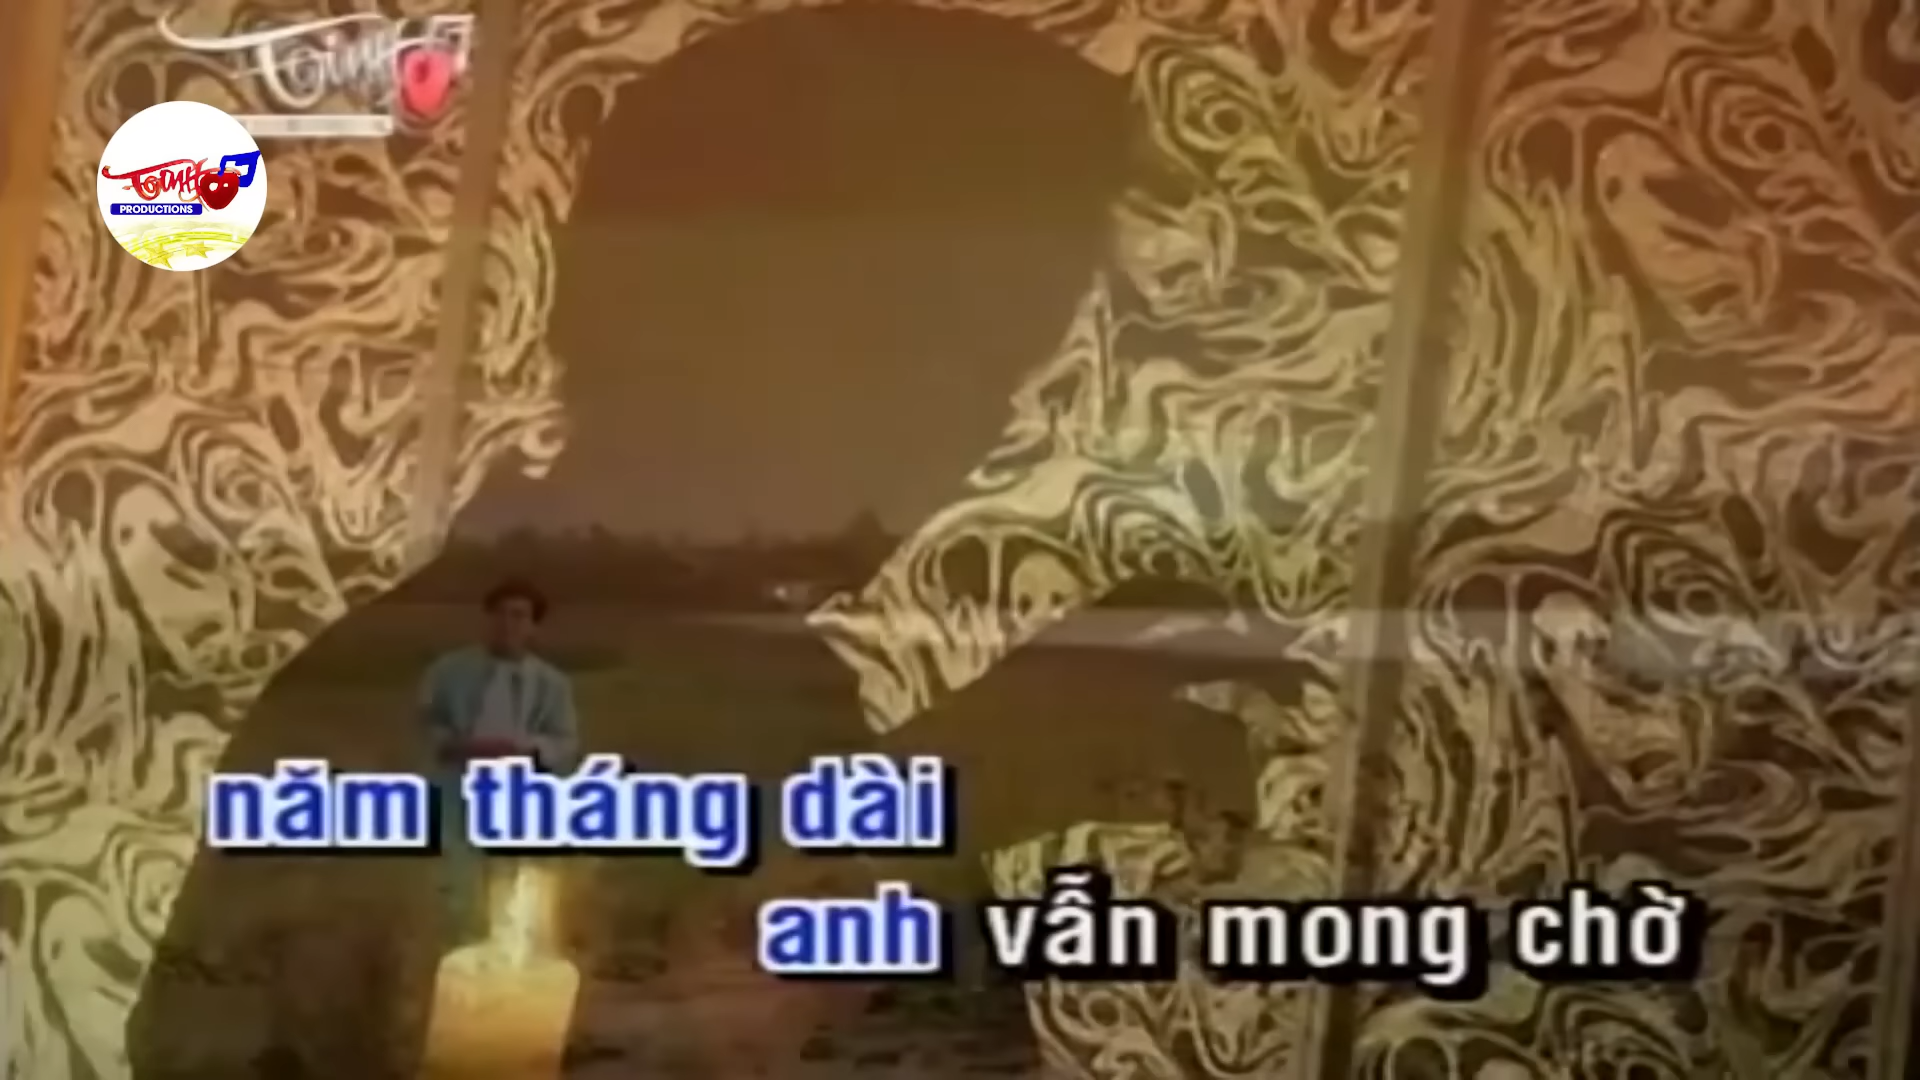 PRODUCTIONS
năm tháng dài
anh vẫn mong chờ